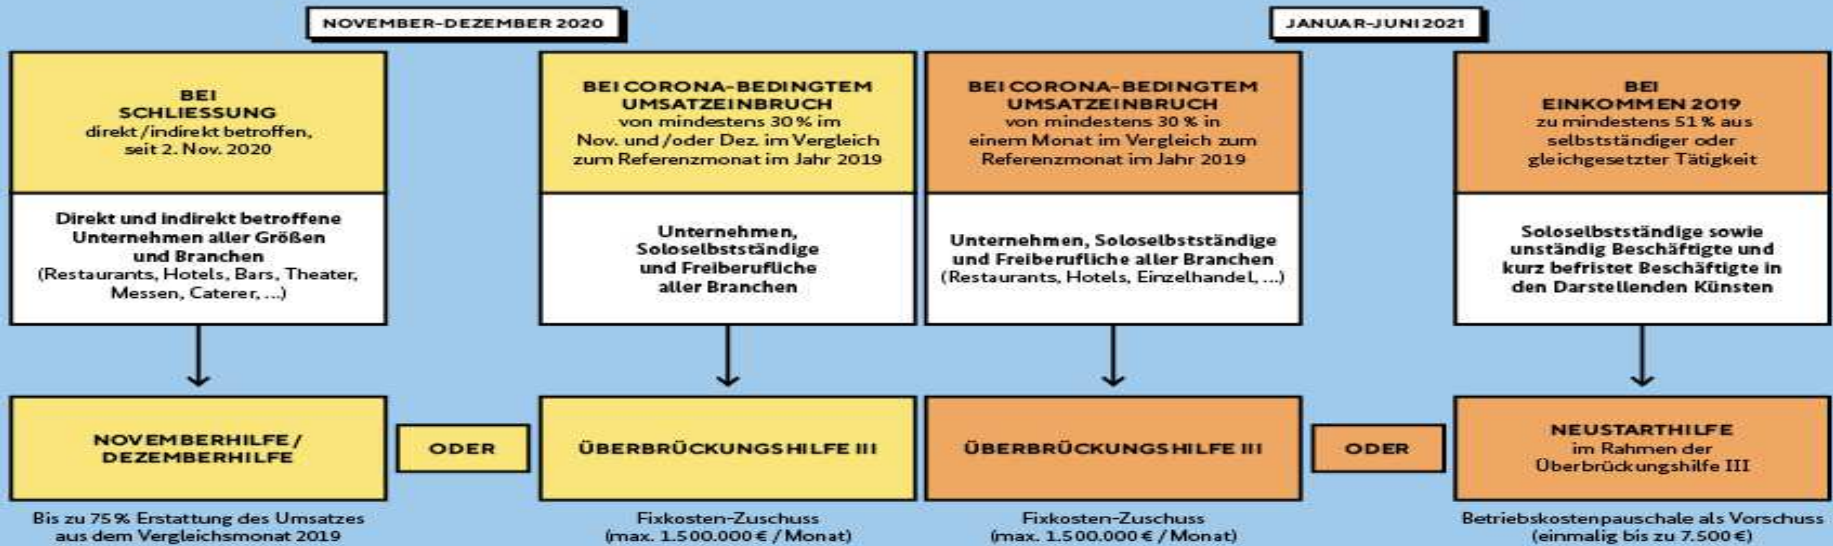 NOVEMBER–DEZEMBER 2020
BEI
SCHLIESSUNG
direkt /indirekt betroffen,
seit 2. Nov. 2020
Direkt und indirekt betroffene
Unternehmen aller Größen
und Branchen
(Restaurants, Hotels, Bars, Theater,
Messen, Caterer, ...)
NOVEMBERHILFE /
DEZEMBERHILFE
Bis zu 75 % Erstattung des Umsatzes
aus dem Vergleichsmonat 2019
ODER
BEI CORONA-BEDINGTEM
UMSATZEINBRUCH
von mindestens 30 % im
Nov. und /oder Dez. im Vergleich
zum Referenzmonat im Jahr 2019
Unternehmen,
Soloselbstständige
und Freiberufliche
aller Branchen
ÜBERBRÜCKUNGSHILFE III
Fixkosten-Zuschuss
(max. 1.500.000 € / Monat)
JANUAR–JUNI 2021
BEI CORONA-BEDINGTEM
UMSATZEINBRUCH
von mindestens 30 % in
einem Monat im Vergleich zum
Referenzmonat im Jahr 2019
Unternehmen, Soloselbstständige
und Freiberufliche aller Branchen
(Restaurants, Hotels, Einzelhandel, ...)
ÜBERBRÜCKUNGSHILFE III
Fixkosten-Zuschuss
(max. 1.500.000 € / Monat)
ODER
BEI
EINKOMMEN 2019
zu mindestens 51 % aus
selbstständiger oder
gleichgesetzter Tätigkeit
Soloselbstständige sowie
unständig Beschäftigte und
kurz befristet Beschäftigte in
den Darstellenden Künsten
NEUSTARTHILFE
im Rahmen der
Überbrückungshilfe III
Betriebskostenpauschale als Vorschuss
(einmalig bis zu 7.500 €)